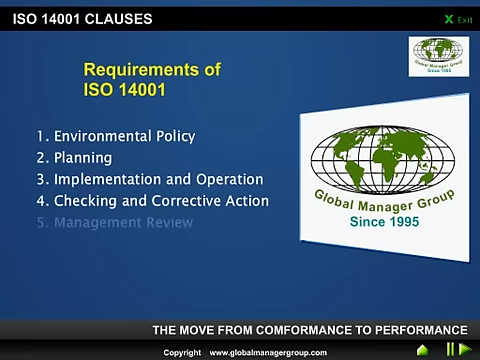 ISO 14001 CLAUSES
X Exit
Global Manager Group
Since 1995
Requirements of
ISO 14001
1. Environmental Policy
2. Planning
3. Implementation and Operation
4. Checking and Corrective Action
5. Management Review
Global Manager Group
Since 1995
THE MOVE FROM COMFORMANCE TO PERFORMANCE
Copyright www.globalmanagergroup.com